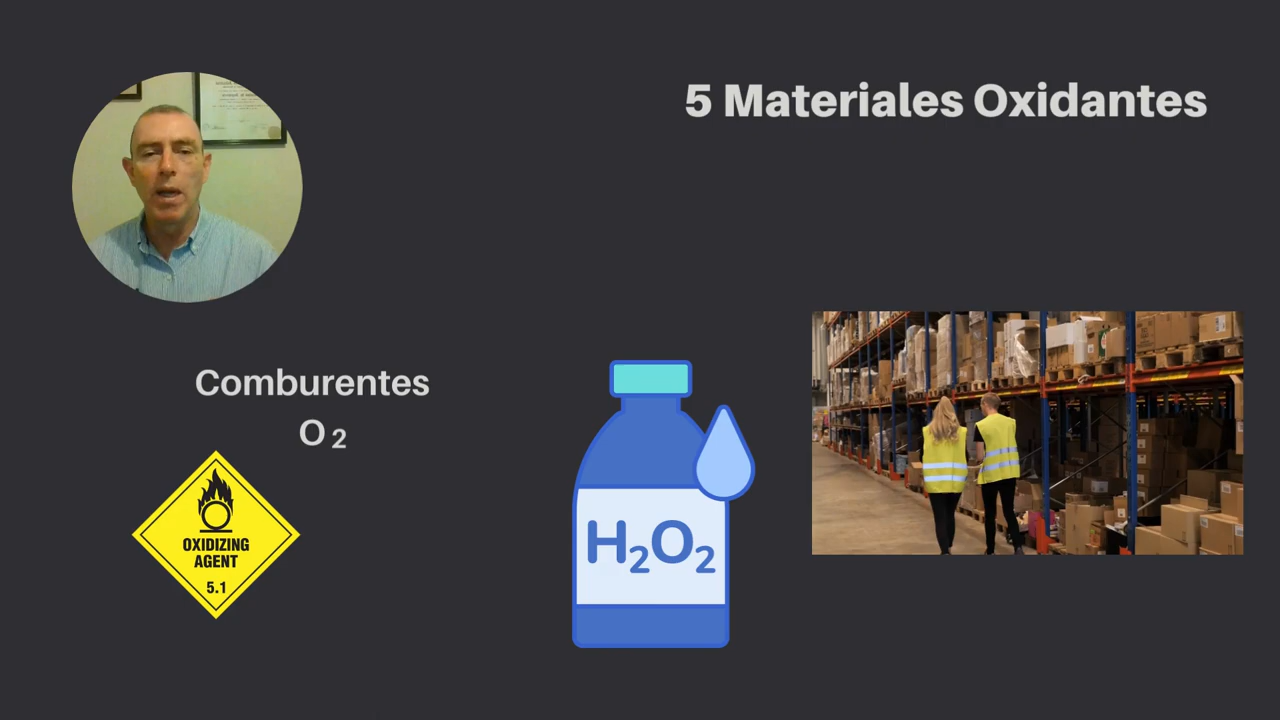 5 Materiales Oxidantes
Comburentes
O 2
OXIDIZING
AGENT
5.1
H₂O₂